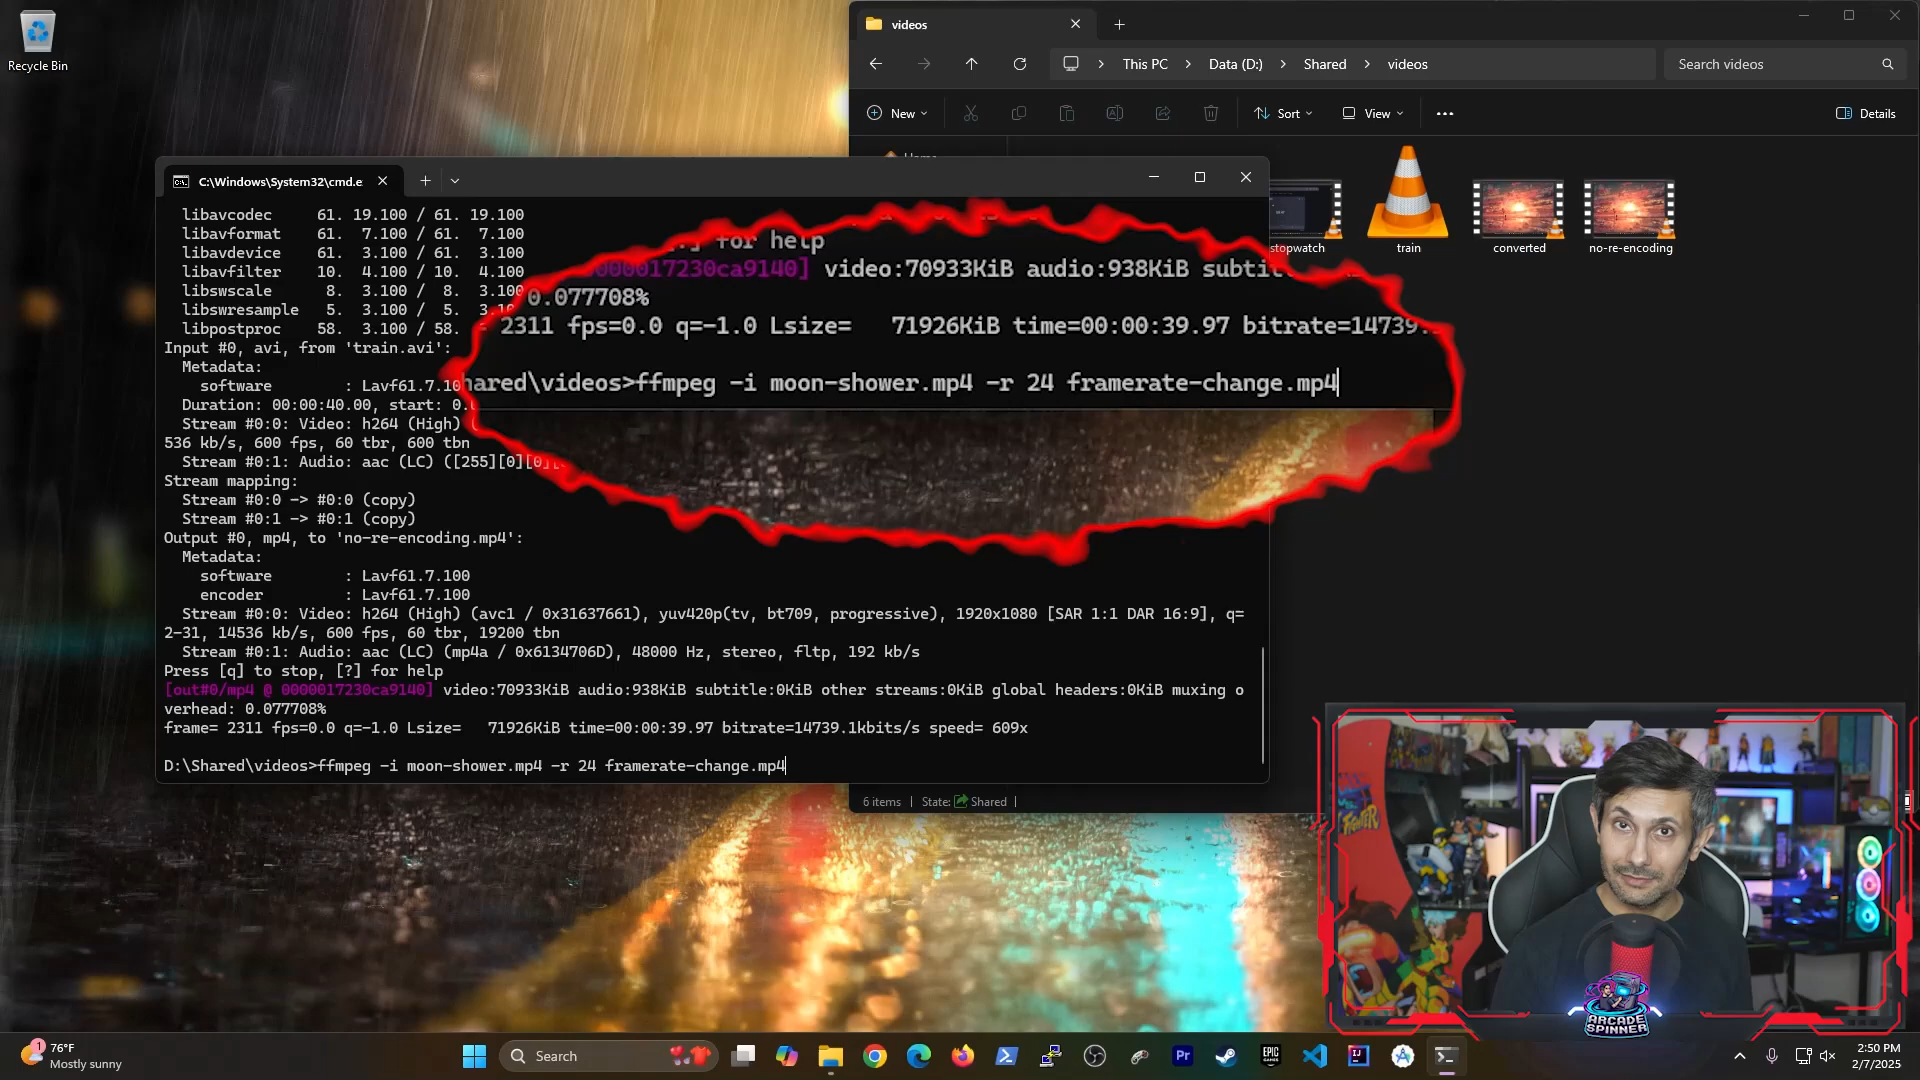 Recycle Bin
videos
This PC
Data (D:)
Shared
videos
Search videos
New
Sort
View
Details
stopwatch
train
converted
no-re-encoding
C:\Windows\System32\cmd.e
libavcodec     61. 19.100 / 61. 19.100
libavformat    61.  7.100 / 61.  7.100
libavdevice    61.  3.100 / 61.  3.100
libavfilter    10.  4.100 / 10.  4.100
libswscale      8.  3.100 /  8.  3.100
libswresample   5.  3.100 /  5.  3.1
libpostproc    58.  3.100 / 58.
Input #0, avi, from 'train.avi':
Metadata:
software        : Lavf61.7.10
Duration: 00:00:40.00, start: 0.
Stream #0:0: Video: h264 (High) (
536 kb/s, 600 fps, 60 tbr, 600 tbn
Stream #0:1: Audio: aac (LC) ([255][0][0]
Stream mapping:
Stream #0:0 -> #0:0 (copy)
Stream #0:1 -> #0:1 (copy)
Output #0, mp4, to 'no-re-encoding.mp4':
Metadata:
software        : Lavf61.7.100
encoder         : Lavf61.7.100
Stream #0:0: Video: h264 (High) (avc1 / 0x31637661), yuv420p(tv, bt709, progressive), 1920x1080 [SAR 1:1 DAR 16:9], q=
2-31, 14536 kb/s, 600 fps, 60 tbr, 19200 tbn
Stream #0:1: Audio: aac (LC) (mp4a / 0x6134706D), 48000 Hz, stereo, fltp, 192 kb/s
Press [q] to stop, [?] for help
[out#0/mp4 @ 0000017230ca9140] video:70933KiB audio:938KiB subtitle:0KiB other streams:0KiB global headers:0KiB muxing o
verhead: 0.077708%
frame= 2311 fps=0.0 q=-1.0 Lsize=   71926KiB time=00:00:39.97 bitrate=14739.1kbits/s speed= 609x
D:\Shared\videos>ffmpeg -i moon-shower.mp4 -r 24 framerate-change.mp4
for help
000017230ca9140] video:70933KiB audio:938KiB subtit
0.077708%
2311 fps=0.0 q=-1.0 Lsize=   71926KiB time=00:00:39.97 bitrate=14739.
hared\videos>ffmpeg -i moon-shower.mp4 -r 24 framerate-change.mp4
6 items
State:
Shared
ARCADE
SPINNER
1
76°F
Mostly sunny
Search
Pr
EPIC
2:50 PM
2/7/2025